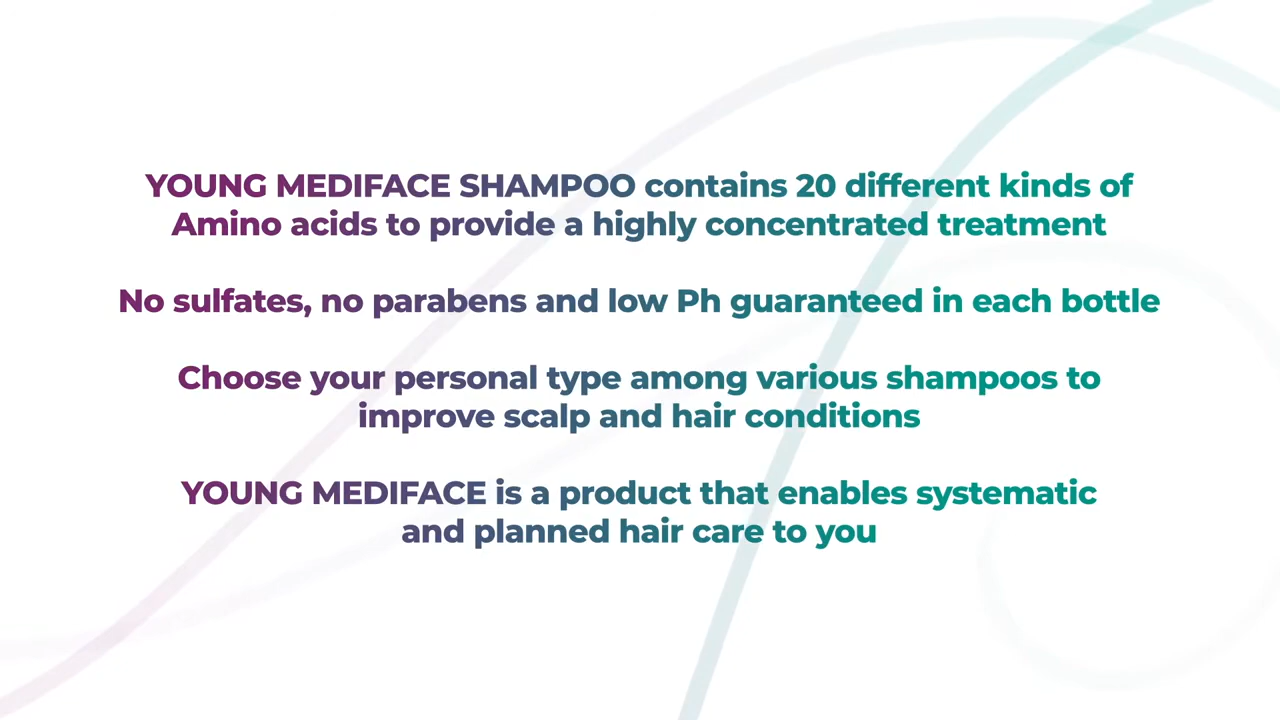 YOUNG MEDIFACE SHAMPOO contains 20 different kinds of
Amino acids to provide a highly concentrated treatment
No sulfates, no parabens and low Ph guaranteed in each bottle
Choose your personal type among various shampoos to
improve scalp and hair conditions
YOUNG MEDIFACE is a product that enables systematic
and planned hair care to you